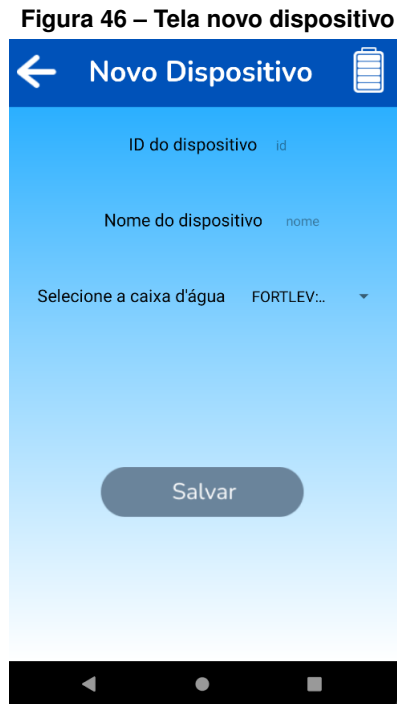 Figura 46 – Tela novo dispositivo
Novo Dispositivo
ID do dispositivo id
Nome do dispositivo nome
Selecione a caixa d'água FORTLEV:..
Salvar